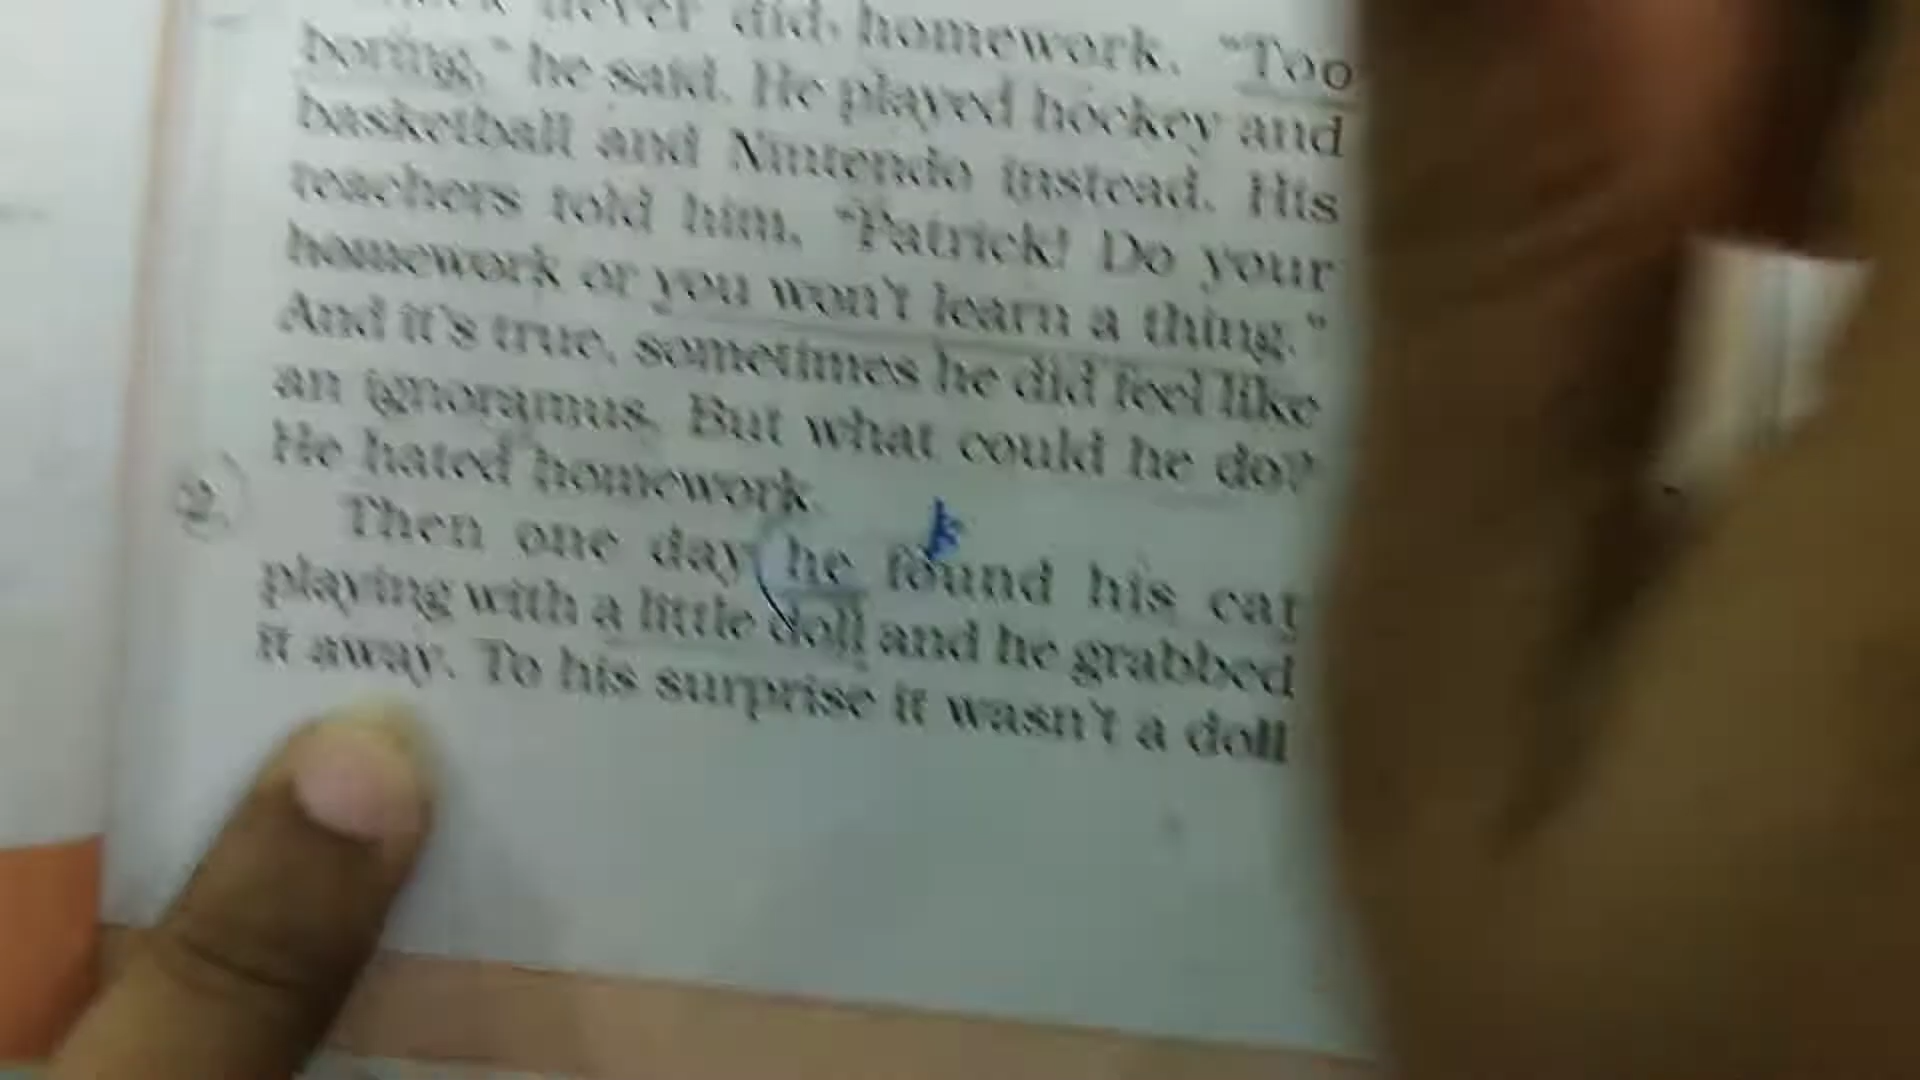 never did homework. "Too
boring," he said. He played hockey and
basketball and Nintendo instead. His
teachers told him, "Patrick! Do your
homework or you won't learn a thing."
And it's true, sometimes he did feel like
an ignoramus. But what could he do?
He hated homework.
2.
Then one day he found his cat
playing with a little doll and he grabbed
it away. To his surprise it wasn't a doll